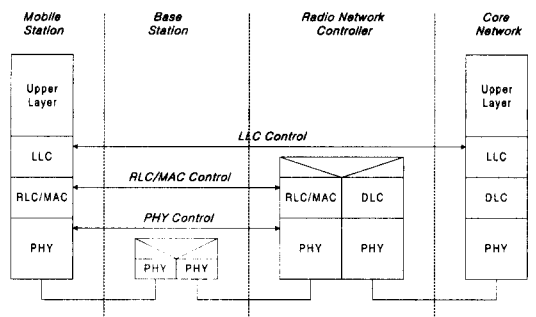 Mobile Station
Base Station
Radio Network Controller
Core Network
Upper Layer
Upper Layer
LLC Control
LLC
LLC
RLC/MAC Control
RLC/MAC
RLC/MAC
DLC
DLC
PHY Control
PHY
PHY
PHY
PHY
PHY
PHY